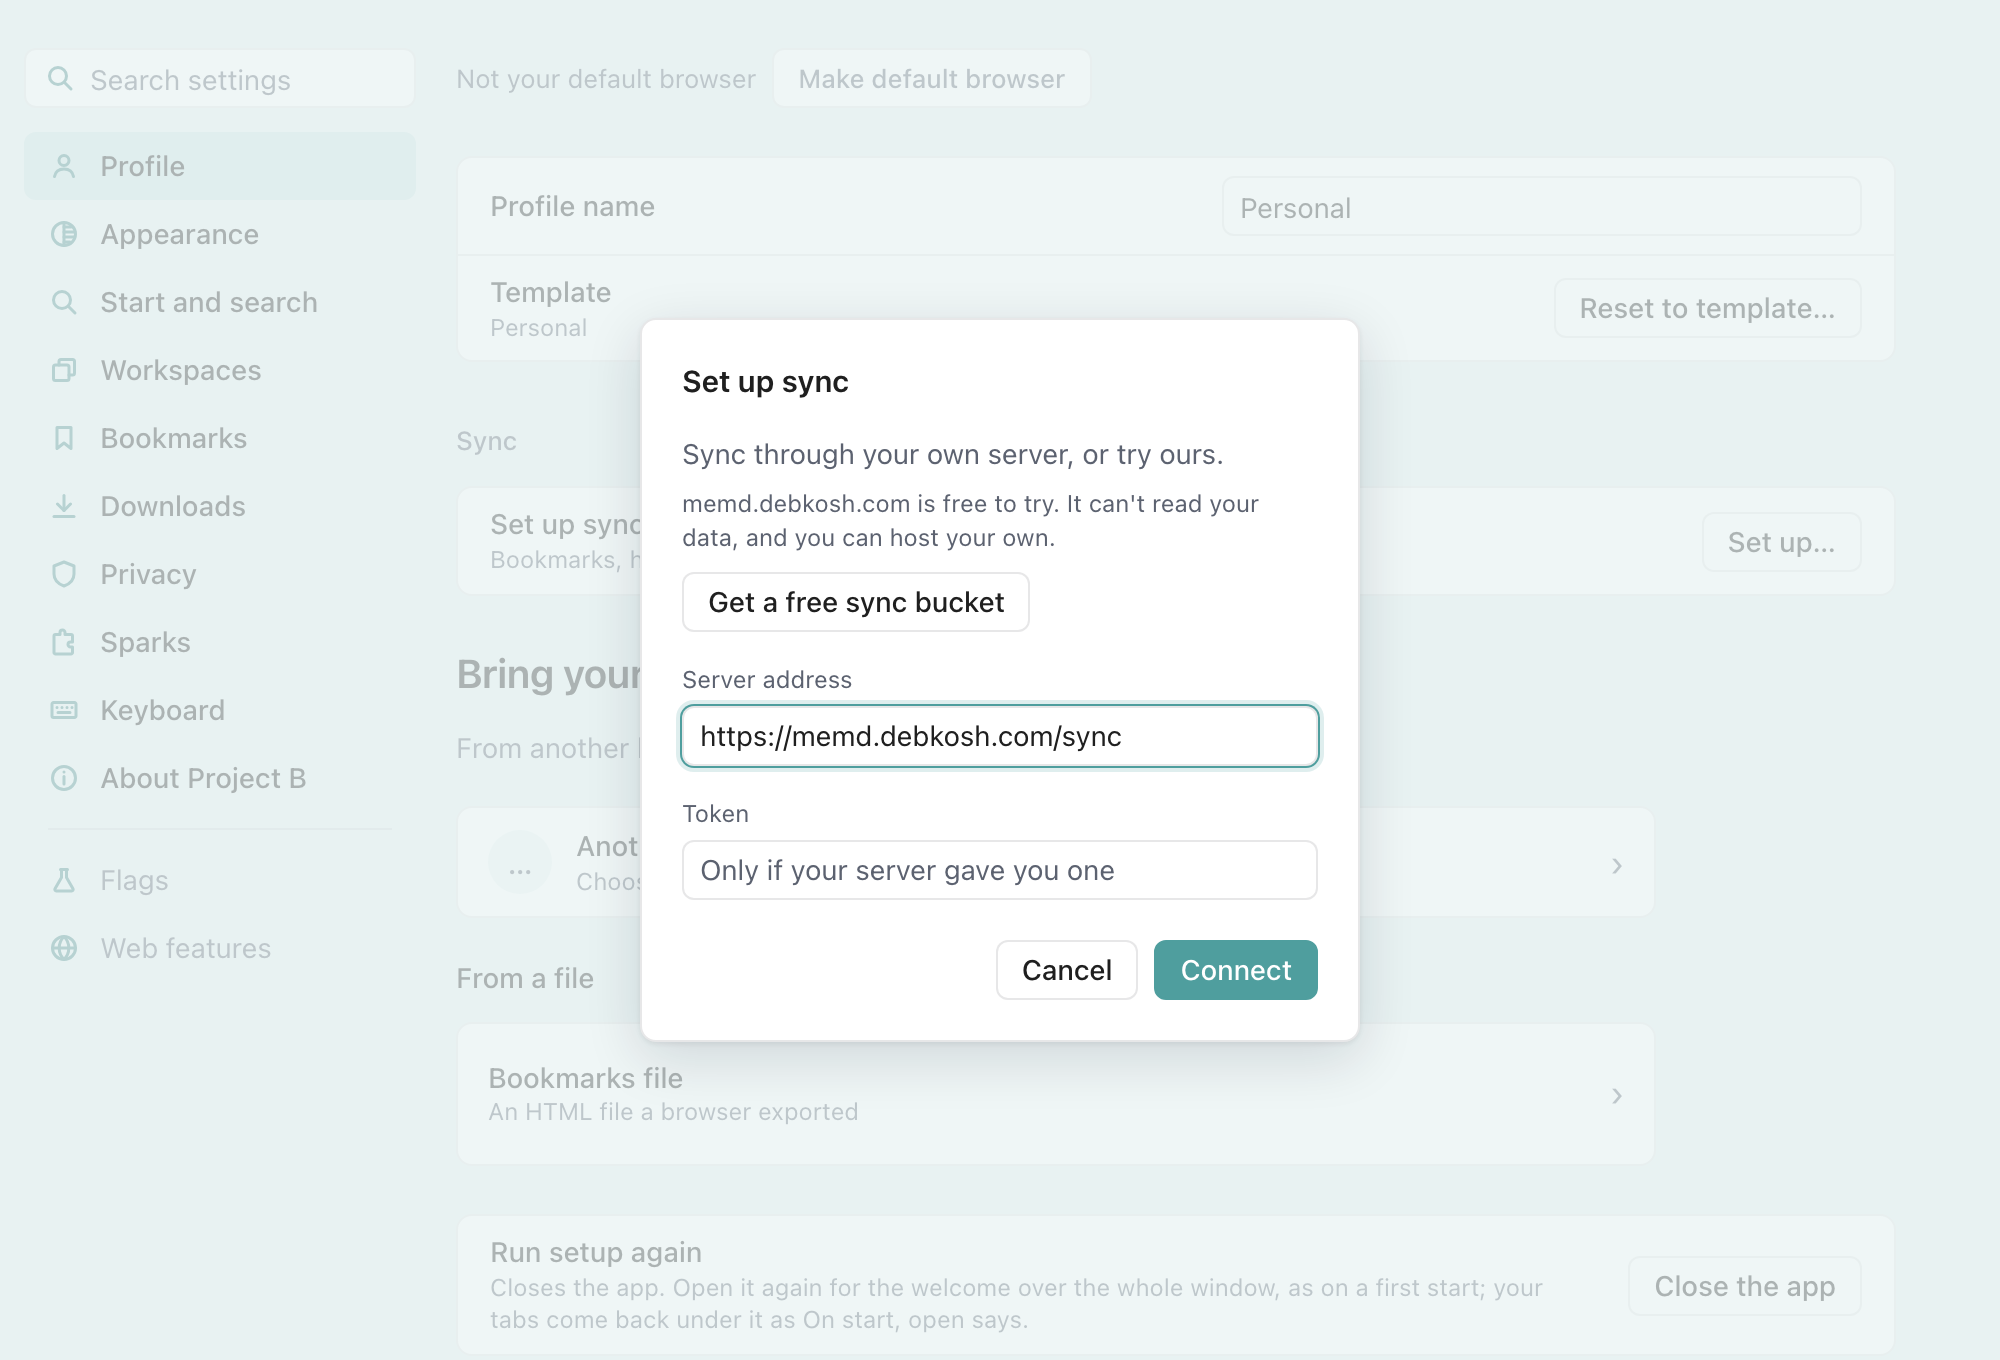 Search settings
Not your default browser
Make default browser
Profile
Appearance
Start and search
Workspaces
Bookmarks
Downloads
Privacy
Sparks
Keyboard
About Project B
Flags
Web features
Profile name
Personal
Template
Personal
Reset to template...
Sync
Set up sync
Bookmarks,
Set up...
Bring your
From another
...
From a file
Bookmarks file
An HTML file a browser exported
Run setup again
Closes the app. Open it again for the welcome over the whole window, as on a first start; your
tabs come back under it as On start, open says.
Close the app
Set up sync
Sync through your own server, or try ours.
memd.debkosh.com is free to try. It can't read your
data, and you can host your own.
Get a free sync bucket
Server address
https://memd.debkosh.com/sync
Token
Only if your server gave you one
Cancel
Connect